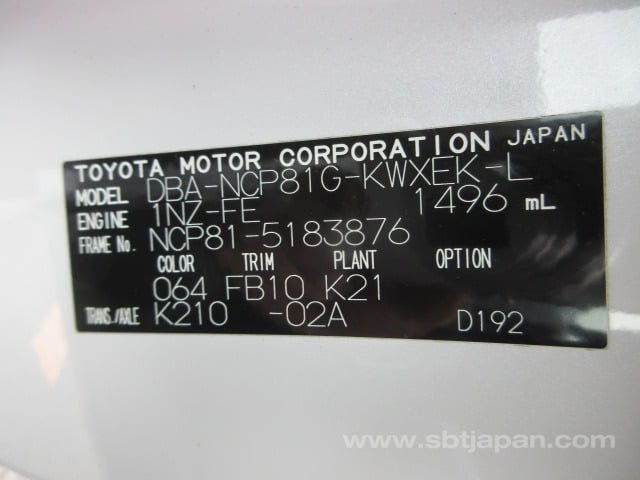 TOYOTA MOTOR CORPORATION JAPAN
MODEL DBA-NCP81G-KWXEK-L
ENGINE 1NZ-FE 1496 mL
FRAME No. NCP81-5183876
COLOR TRIM PLANT OPTION
064 FB10 K21
TRANS./AXLE K210 -02A D192
www.sbtjapan.com